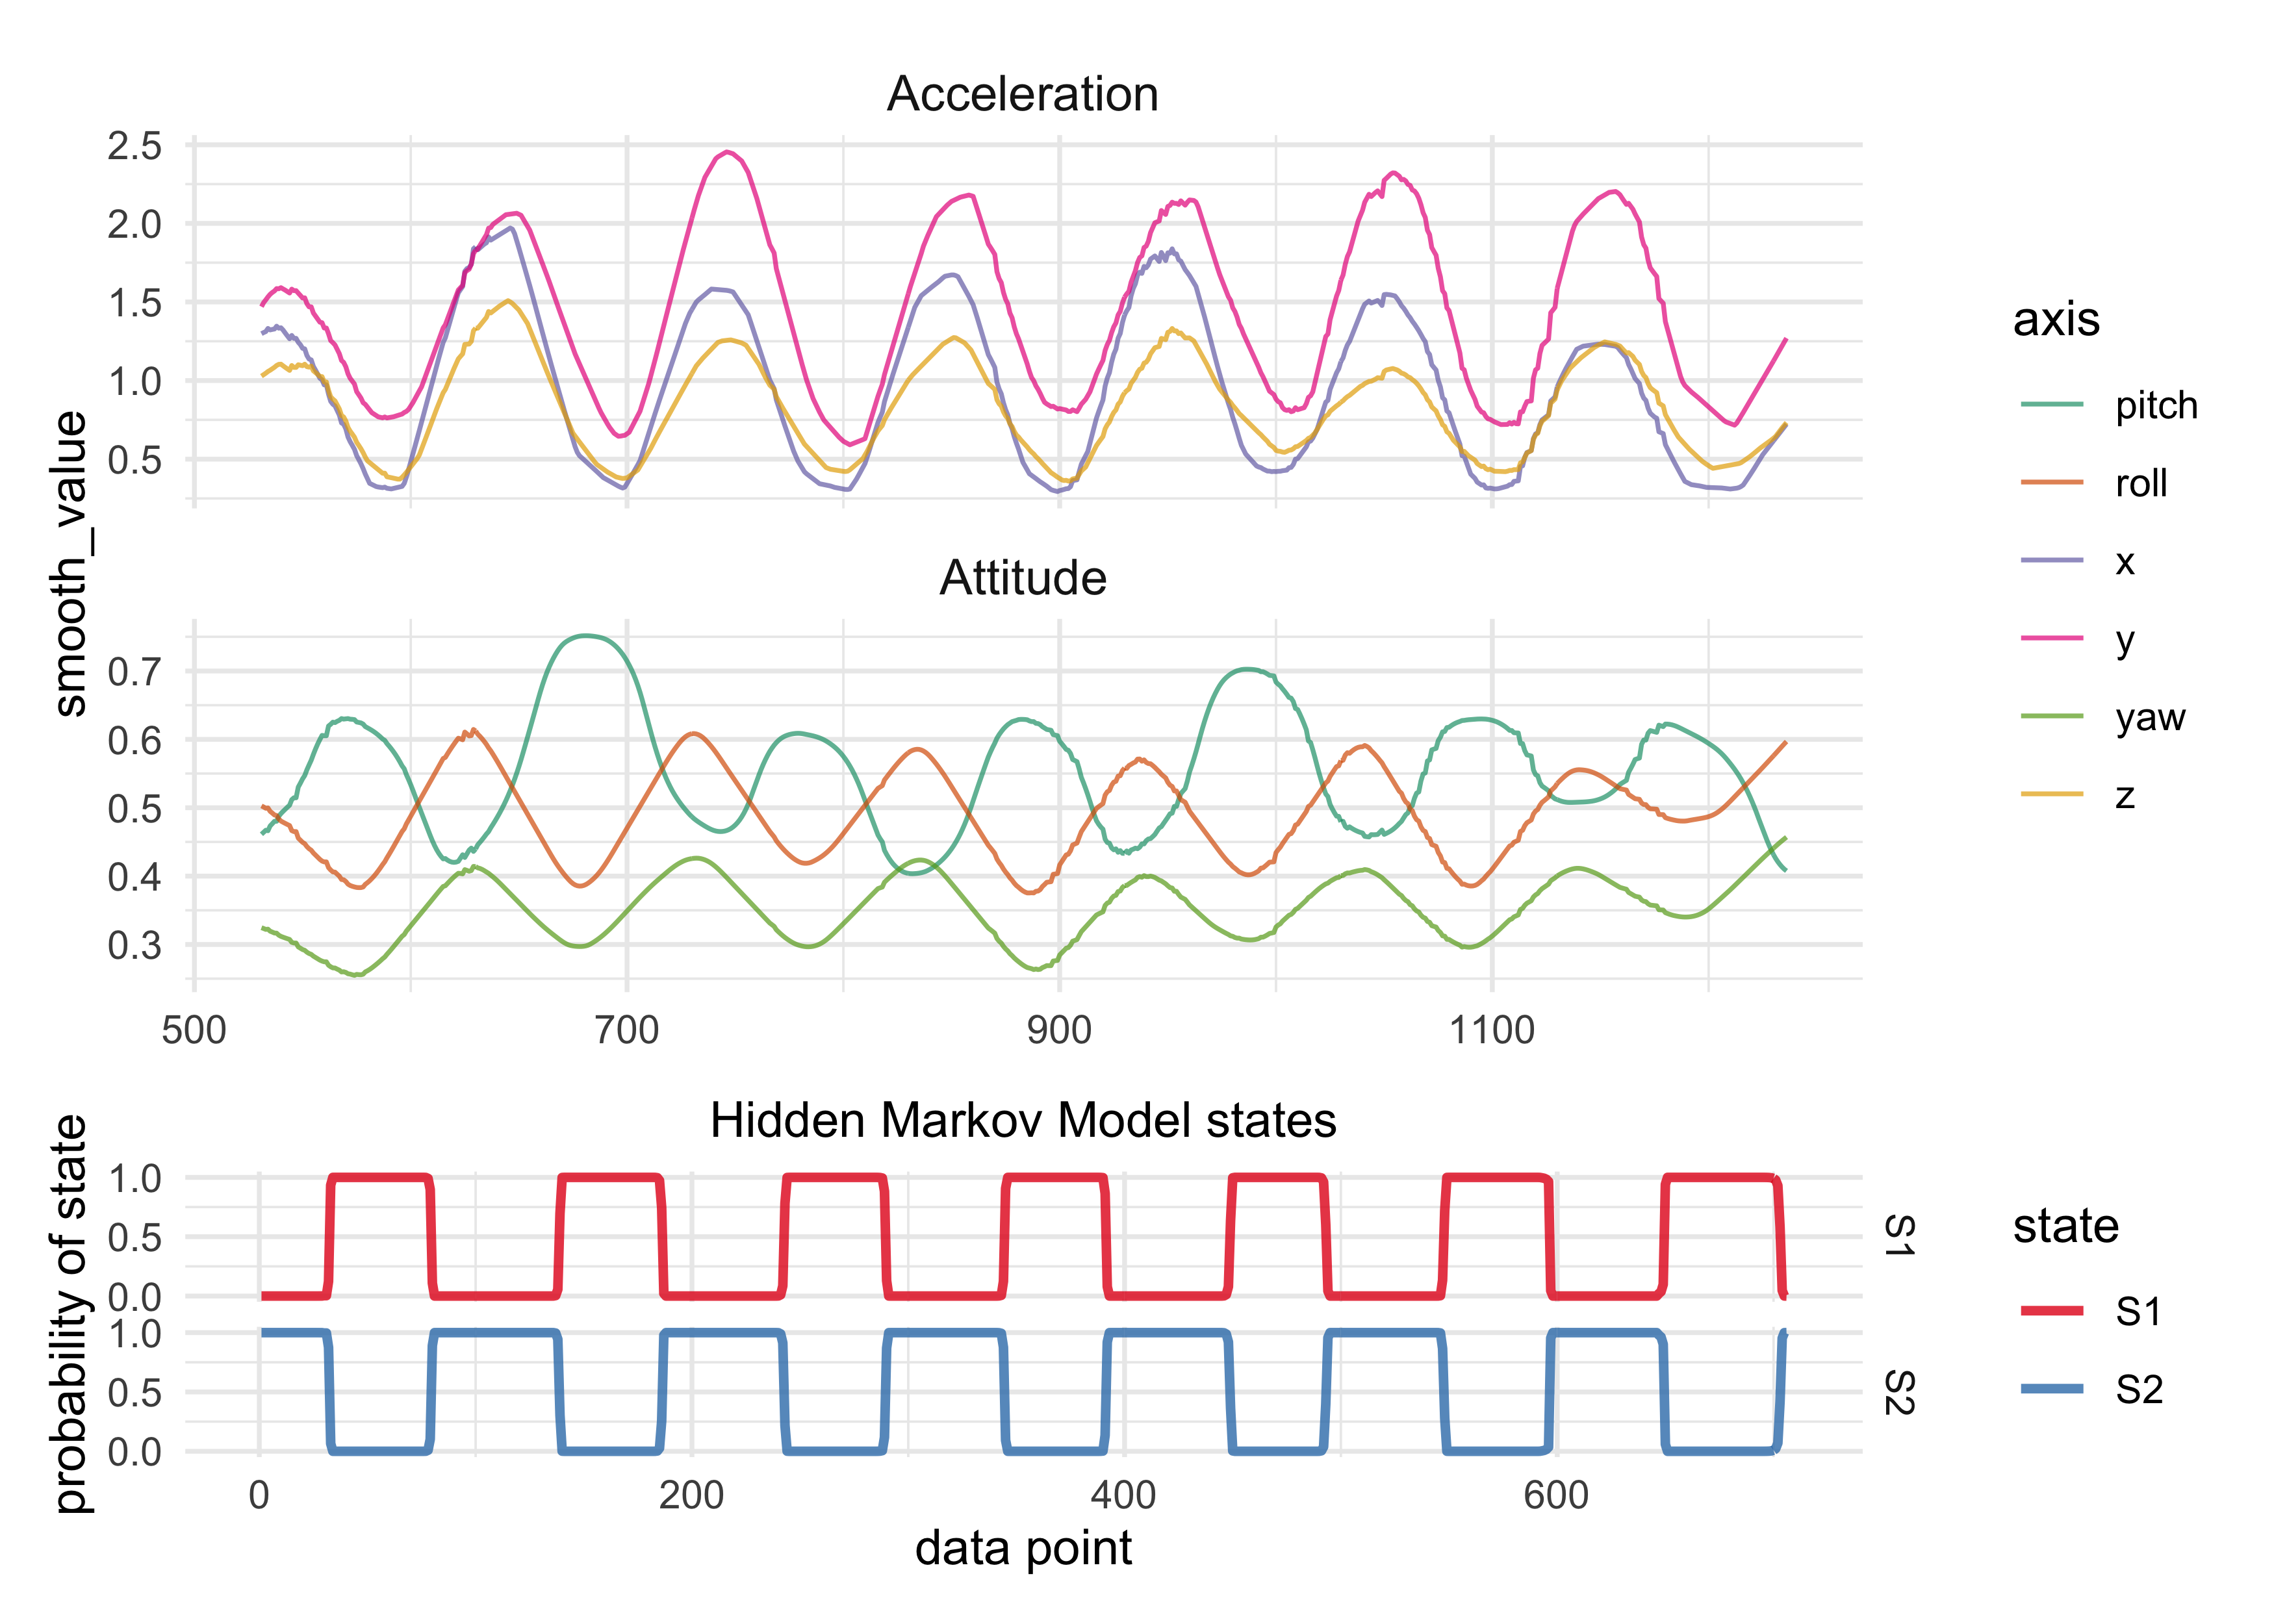 Acceleration
2.5
2.0
1.5
1.0
0.5
smooth_value
Attitude
0.7
0.6
0.5
0.4
0.3
500 700 900 1100
axis
pitch
roll
x
y
yaw
z
Hidden Markov Model states
probability of state
1.0
0.5
0.0
S1
1.0
0.5
0.0
S2
0 200 400 600
data point
state
S1
S2